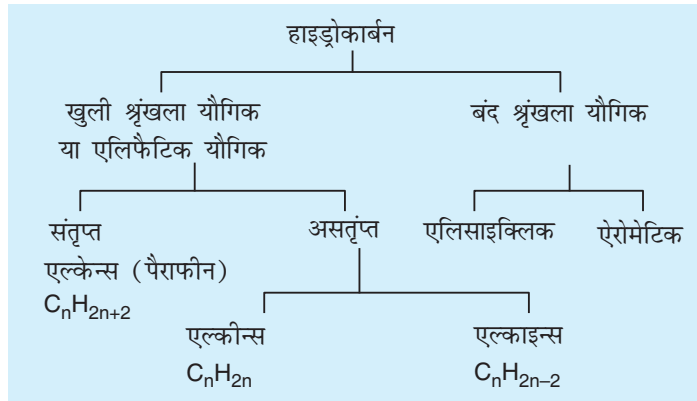 हाइड्रोकार्बन
खुली श्रृंखला यौगिक
या एलिफैटिक यौगिक
बंद श्रृंखला यौगिक
संतृप्त
एल्केन्स (पैराफीन)
CnH2n+2
असतृंप्त
एलिसाइक्लिक
ऐरोमेटिक
एल्कीन्स
CnH2n
एल्काइन्स
CnH2n–2